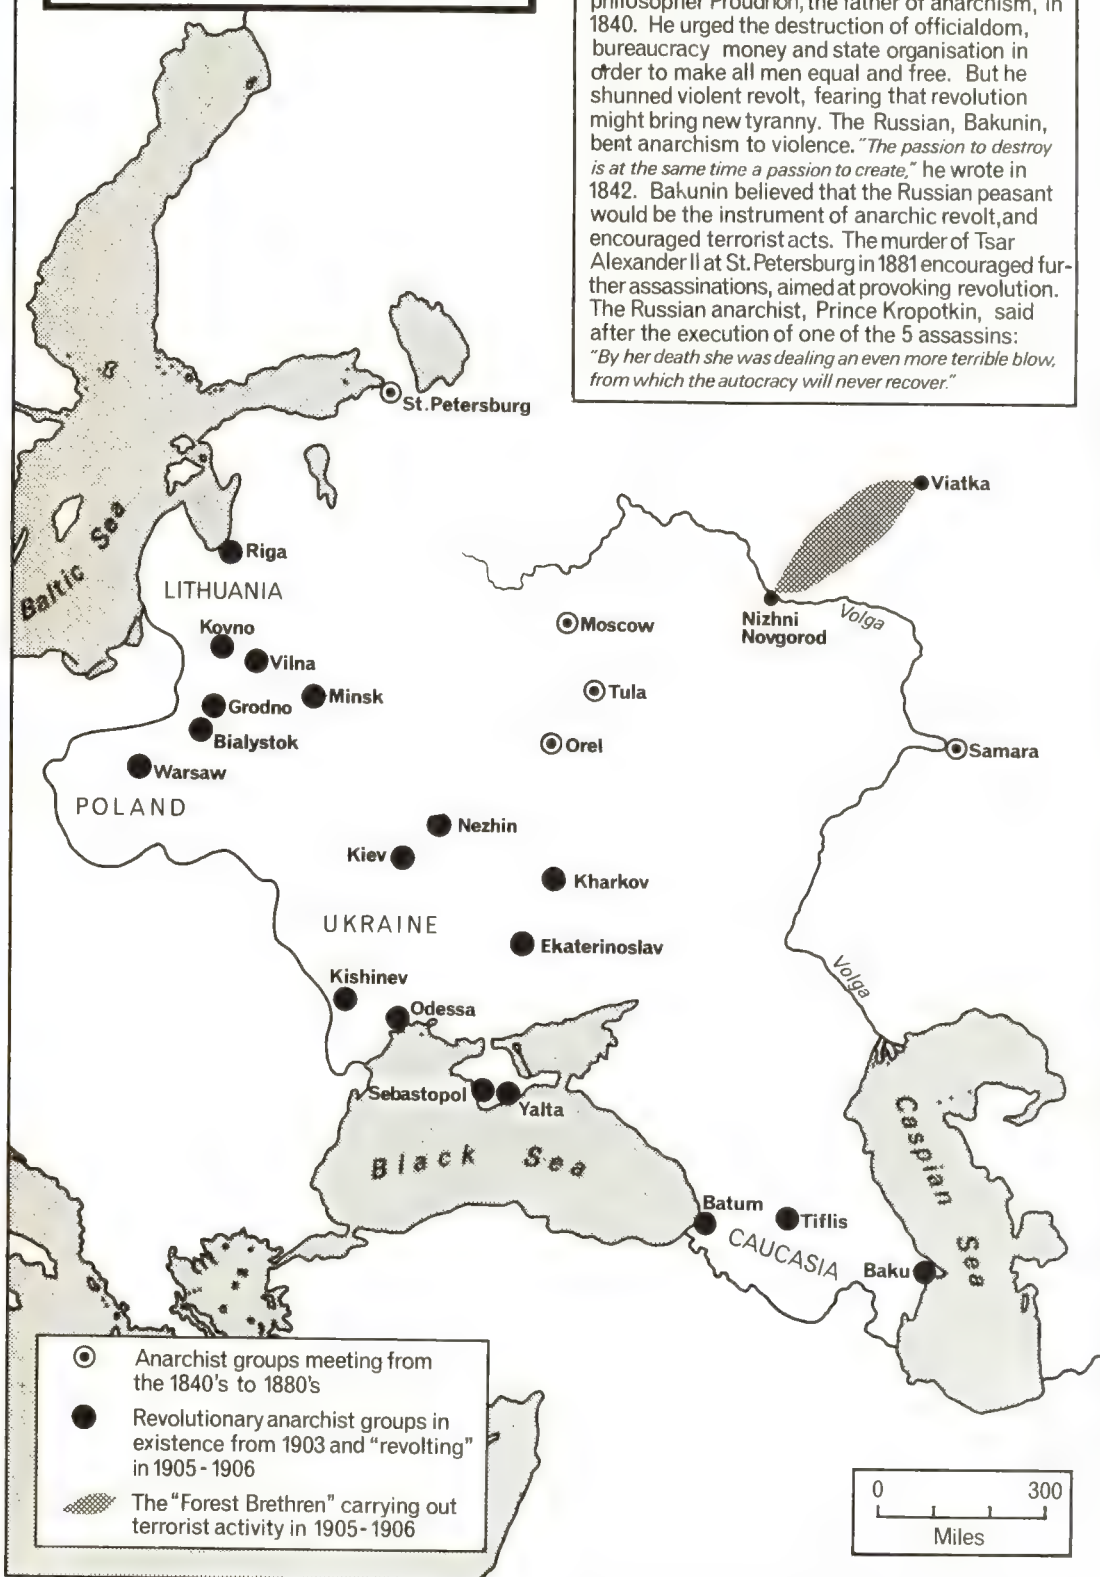 philosopher Proudhon, the father of anarchism, in
1840. He urged the destruction of officialdom,
bureaucracy money and state organisation in
order to make all men equal and free. But he
shunned violent revolt, fearing that revolution
might bring new tyranny. The Russian, Bakunin,
bent anarchism to violence. "The passion to destroy
is at the same time a passion to create," he wrote in
1842. Bakunin believed that the Russian peasant
would be the instrument of anarchic revolt, and
encouraged terrorist acts. The murder of Tsar
Alexander II at St. Petersburg in 1881 encouraged fur-
ther assassinations, aimed at provoking revolution.
The Russian anarchist, Prince Kropotkin, said
after the execution of one of the 5 assassins:
"By her death she was dealing an even more terrible blow,
from which the autocracy will never recover."
St. Petersburg
Viatka
Baltic Sea
Riga
LITHUANIA
Nizhni
Novgorod
Volga
Moscow
Kovno
Vilna
Minsk
Tula
Grodno
Bialystok
Orel
Samara
Warsaw
POLAND
Nezhin
Kiev
Kharkov
UKRAINE
Ekaterinoslav
Volga
Kishinev
Odessa
Sebastopol
Yalta
Black Sea
Caspian Sea
Batum
Tiflis
CAUCASIA
Baku
Anarchist groups meeting from
the 1840's to 1880's
Revolutionary anarchist groups in
existence from 1903 and "revolting"
in 1905-1906
The "Forest Brethren" carrying out
terrorist activity in 1905-1906
0 300
Miles